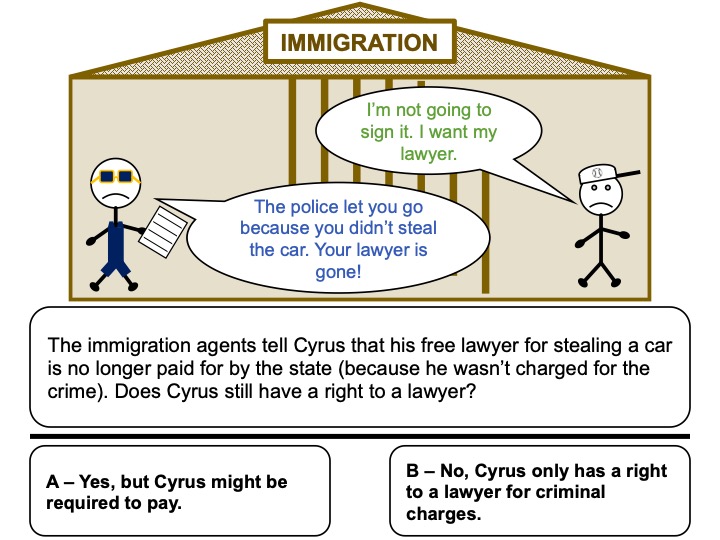 IMMIGRATION
I’m not going to
sign it. I want my
lawyer.
The police let you go
because you didn’t steal
the car. Your lawyer is
gone!
The immigration agents tell Cyrus that his free lawyer for stealing a car
is no longer paid for by the state (because he wasn’t charged for the
crime). Does Cyrus still have a right to a lawyer?
A – Yes, but Cyrus might be
required to pay.
B – No, Cyrus only has a right
to a lawyer for criminal
charges.